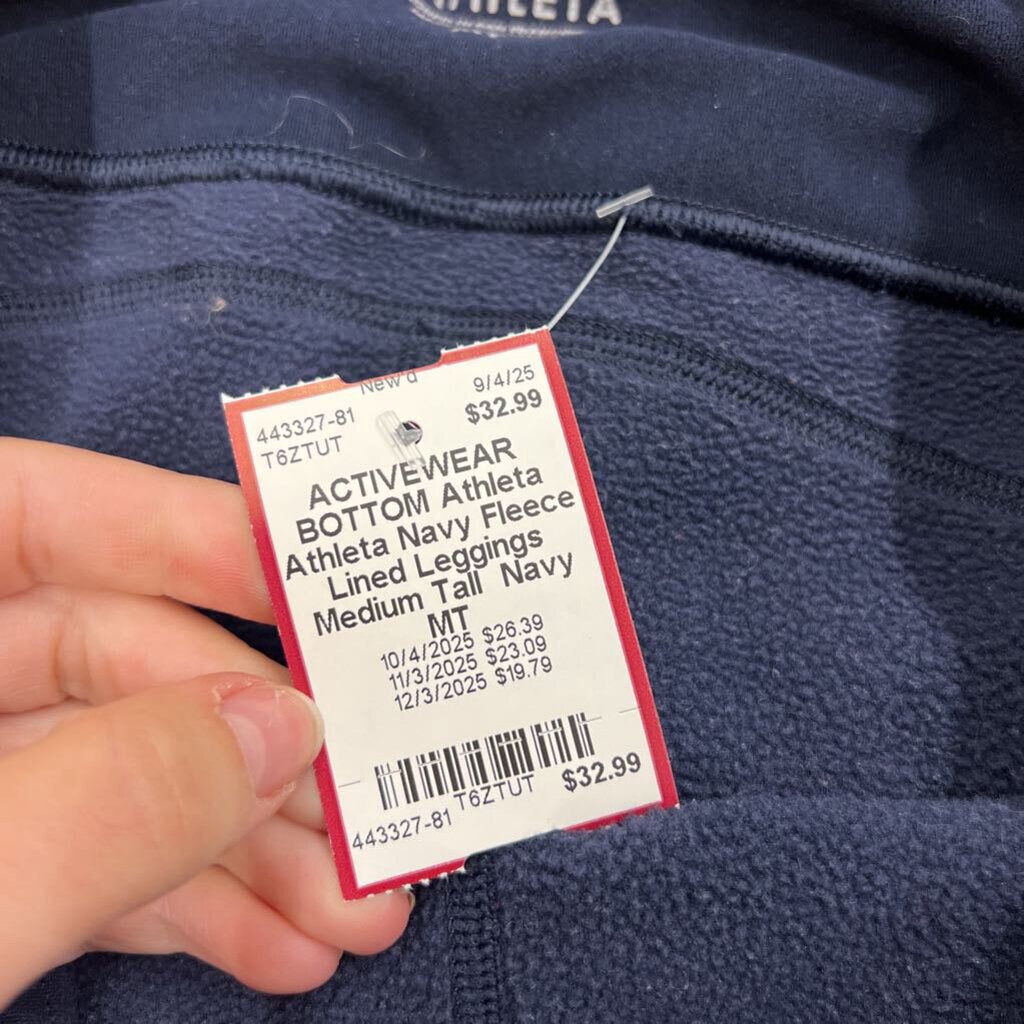 ATHLETA
New'd
9/4/25
443327-81
$32.99
T6ZTUT
ACTIVEWEAR
BOTTOM Athleta
Athleta Navy Fleece
Lined Leggings
Medium Tall Navy
MT
10/4/2025 $26.39
11/3/2025 $23.09
12/3/2025 $19.79
443327-81 T6ZTUT $32.99